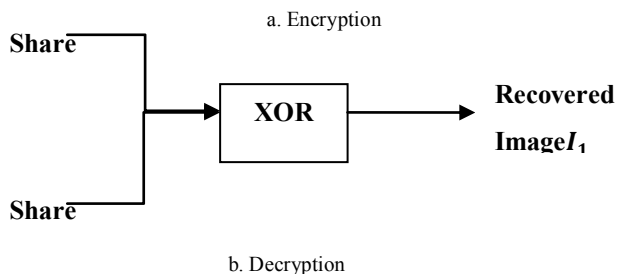 a. Encryption
Share
XOR
Recovered
Image𝑰₁
Share
b. Decryption